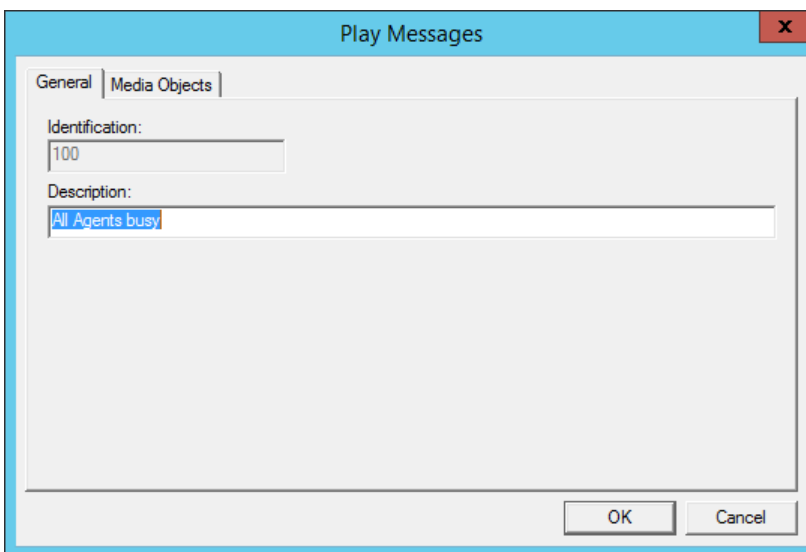 Play Messages
x
General Media Objects
Identification:
100
Description:
All Agents busy
OK Cancel